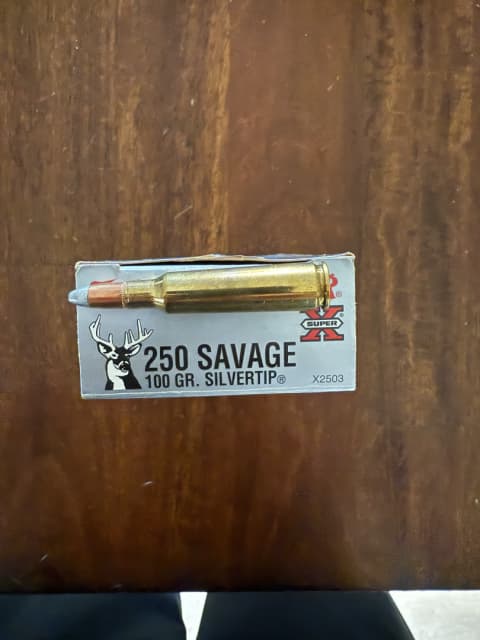 ®
SUPER
X
250 SAVAGE
100 GR. SILVERTIP®
X2503